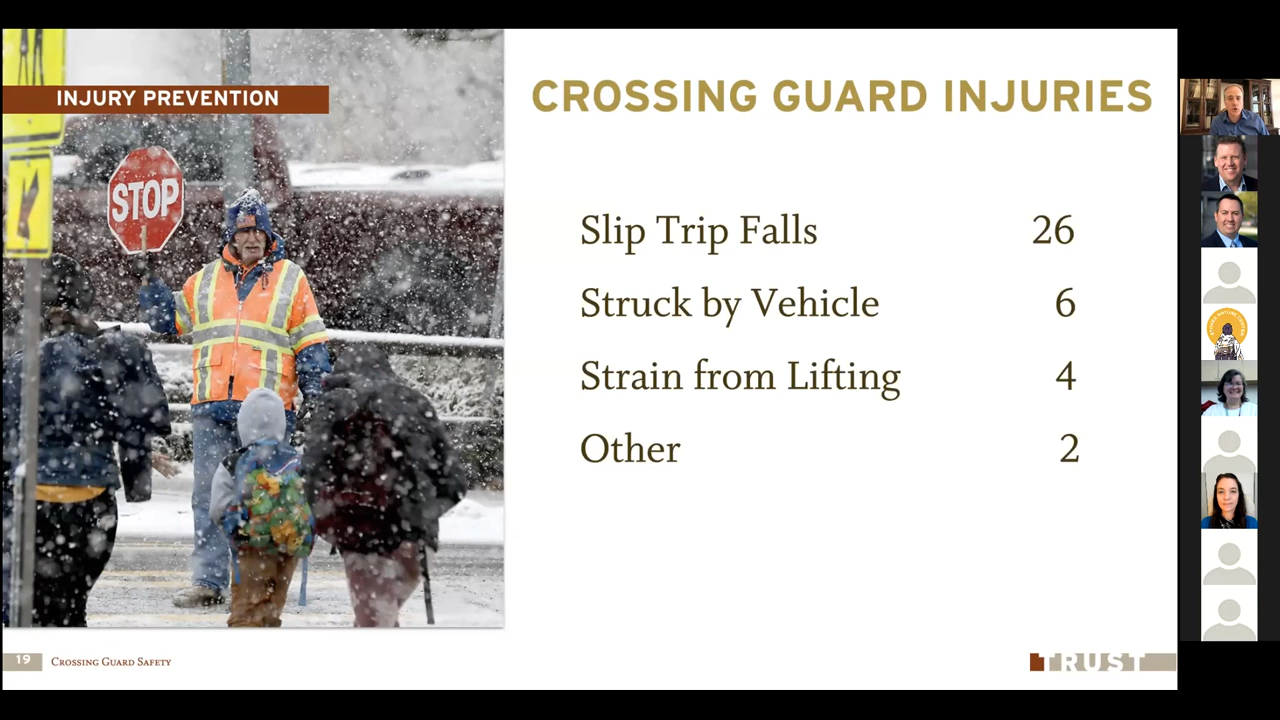 INJURY PREVENTION
STOP
CROSSING GUARD INJURIES
Slip Trip Falls 26
Struck by Vehicle 6
Strain from Lifting 4
Other 2
19 CROSSING GUARD SAFETY
TRUST